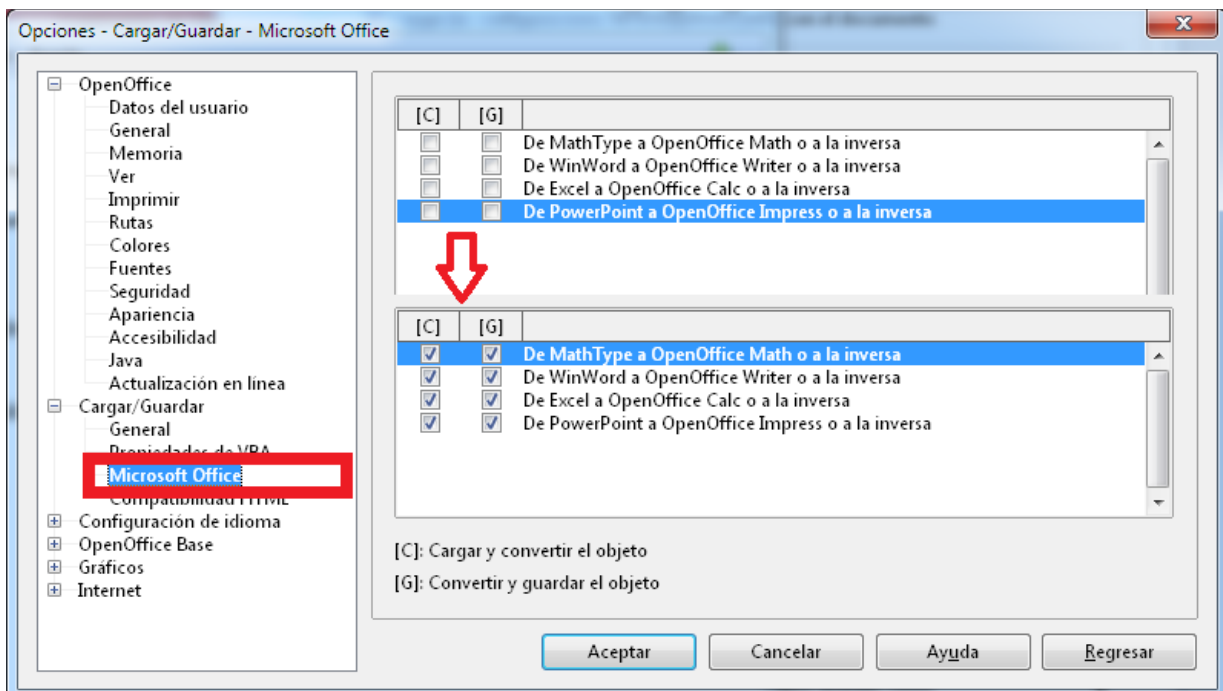 Opciones - Cargar/Guardar - Microsoft Office
OpenOffice
Datos del usuario
General
Memoria
Ver
Imprimir
Rutas
Colores
Fuentes
Seguridad
Apariencia
Accesibilidad
Java
Actualización en línea
Cargar/Guardar
General
Propiedades de VBA
Microsoft Office
Compatibilidad HTML
Configuración de idioma
OpenOffice Base
Gráficos
Internet
[C] [G]
De MathType a OpenOffice Math o a la inversa
De WinWord a OpenOffice Writer o a la inversa
De Excel a OpenOffice Calc o a la inversa
De PowerPoint a OpenOffice Impress o a la inversa
[C] [G]
De MathType a OpenOffice Math o a la inversa
De WinWord a OpenOffice Writer o a la inversa
De Excel a OpenOffice Calc o a la inversa
De PowerPoint a OpenOffice Impress o a la inversa
[C]: Cargar y convertir el objeto
[G]: Convertir y guardar el objeto
Aceptar Cancelar Ayuda Regresar